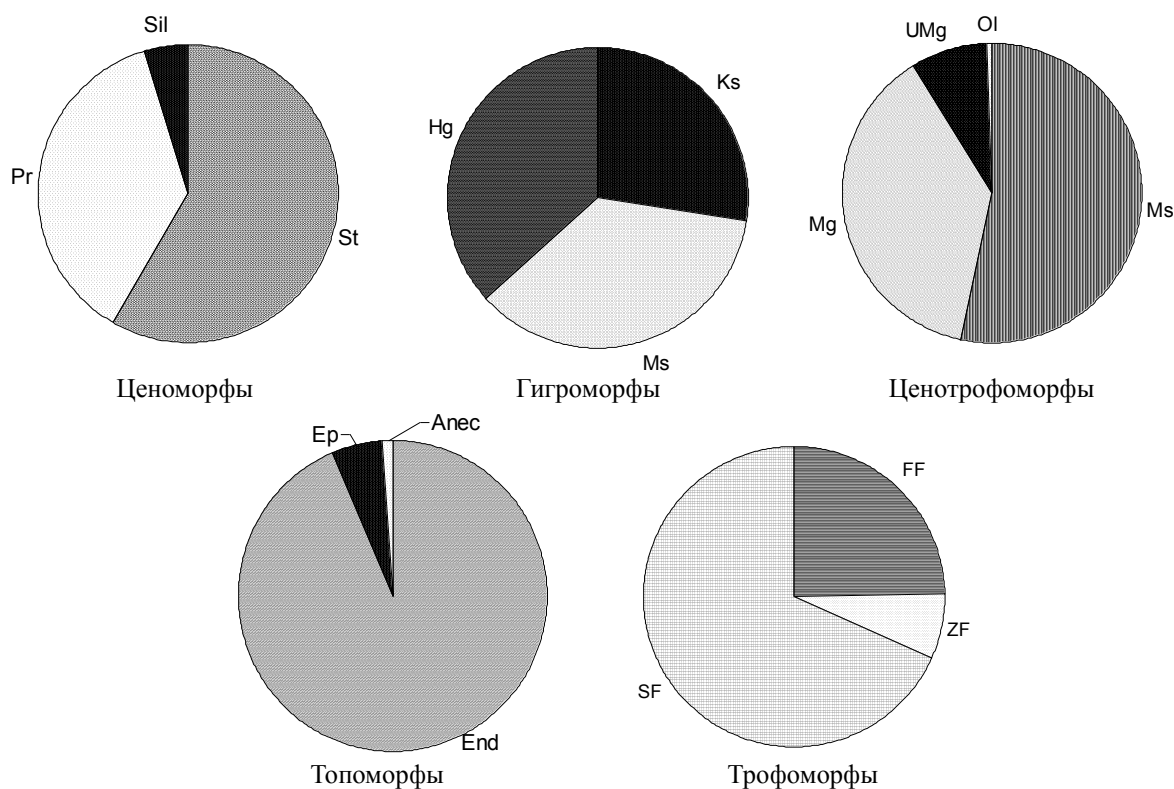 Sil
Pr
St
Ценоморфы
Hg
Ks
Ms
Гигроморфы
UMg
Ol
Mg
Ms
Ценотрофоморфы
Ep
Anec
End
Топоморфы
FF
ZF
SF
Трофоморфы